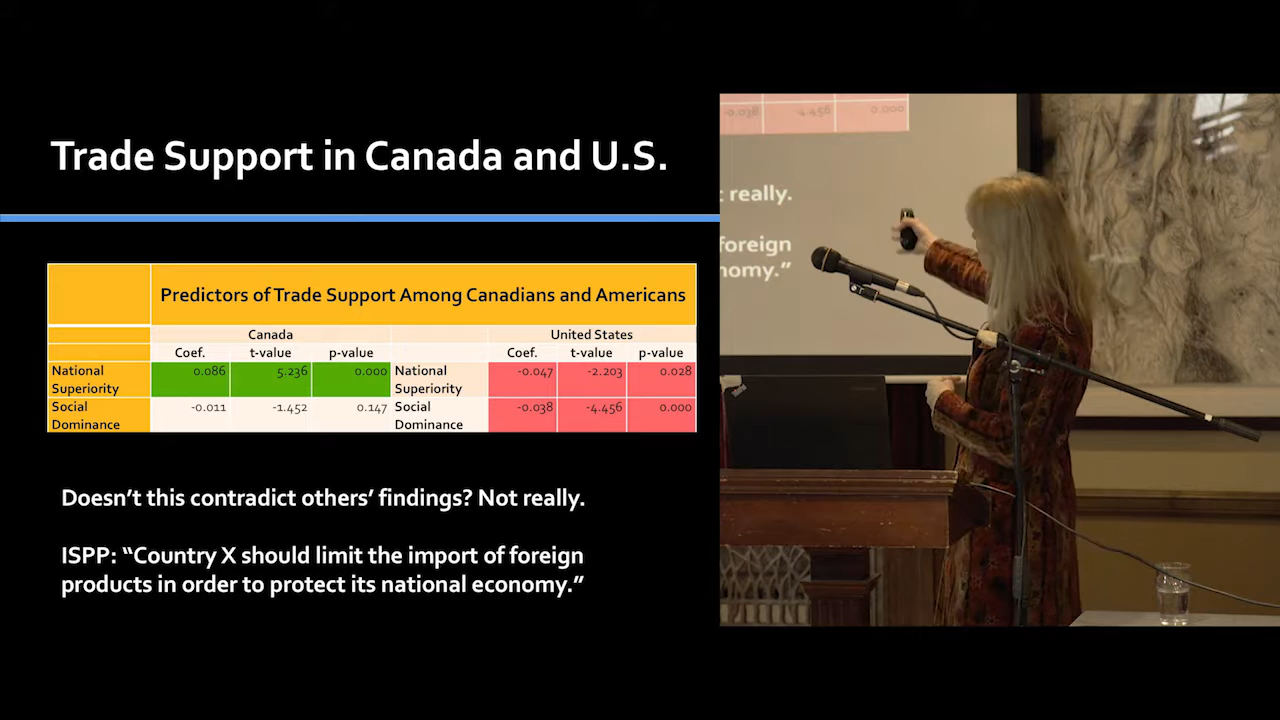 Trade Support in Canada and U.S.
Predictors of Trade Support Among Canadians and Americans
Canada United States
Coef. t-value p-value Coef. t-value p-value
National Superiority 0.086 5.236 0.000 National Superiority -0.047 -2.203 0.028
Social Dominance -0.011 -1.452 0.147 Social Dominance -0.038 -4.456 0.000
Doesn't this contradict others' findings? Not really.
ISPP: “Country X should limit the import of foreign
products in order to protect its national economy.”
-0.038 4.456 0.000
really.
foreign
nomy.”